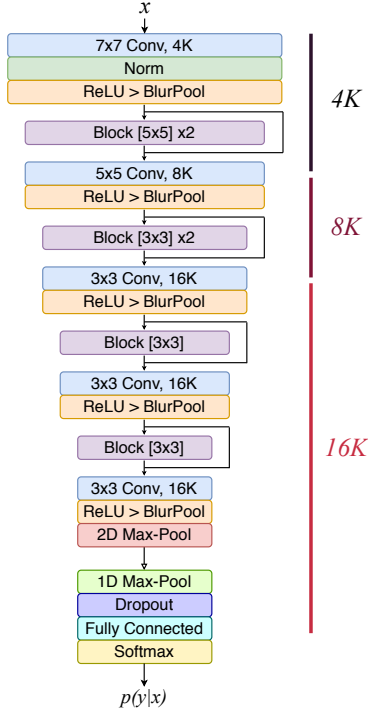 x
7x7 Conv, 4K
Norm
ReLU > BlurPool
Block [5x5] x2
4K
5x5 Conv, 8K
ReLU > BlurPool
Block [3x3] x2
8K
3x3 Conv, 16K
ReLU > BlurPool
Block [3x3]
3x3 Conv, 16K
ReLU > BlurPool
Block [3x3]
16K
3x3 Conv, 16K
ReLU > BlurPool
2D Max-Pool
1D Max-Pool
Dropout
Fully Connected
Softmax
p(y|x)